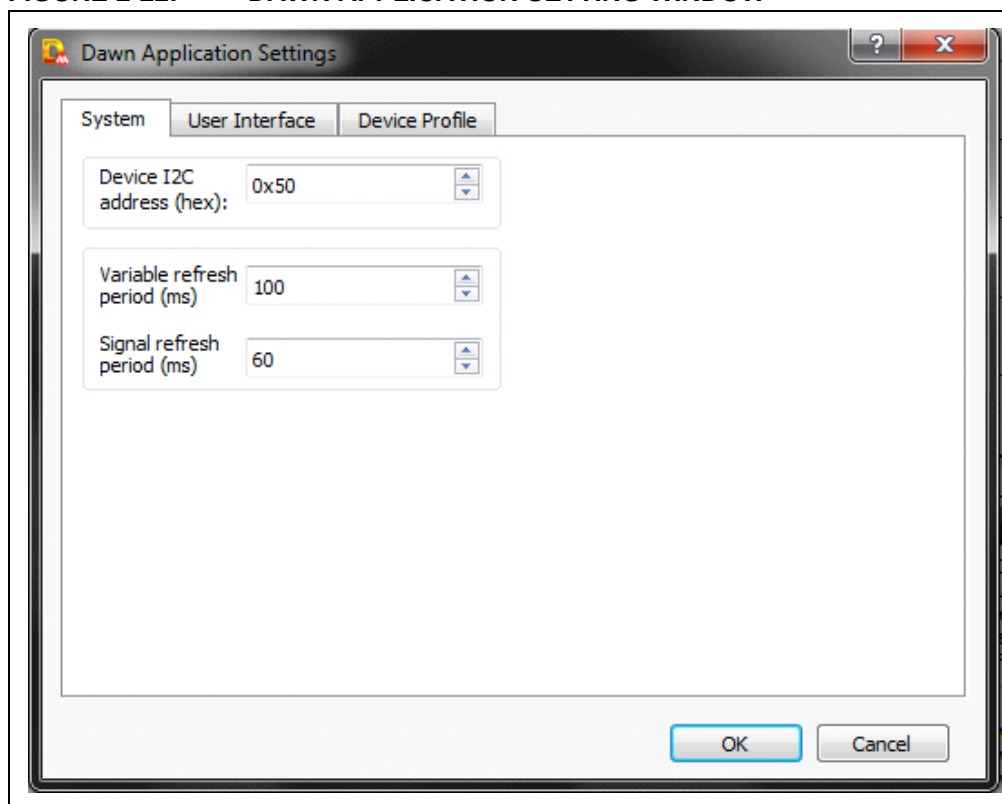 Dawn Application Settings
?
System
User Interface
Device Profile
Device I2C
address (hex):
0x50
Variable refresh
period (ms)
100
Signal refresh
period (ms)
60
OK
Cancel